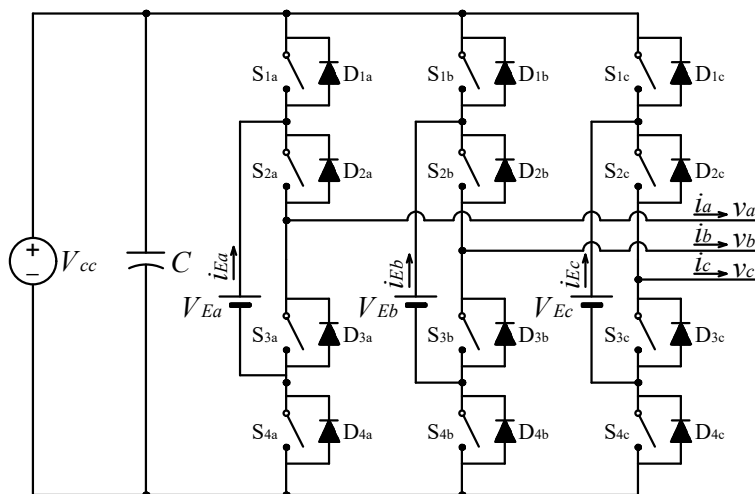 S1a D1a S1b D1b S1c D1c
S2a D2a S2b D2b S2c D2c
ia va
ib vb
ic vc
+ − Vcc C iEa iEb iEc
VEa VEb VEc
S3a D3a S3b D3b S3c D3c
S4a D4a S4b D4b S4c D4c